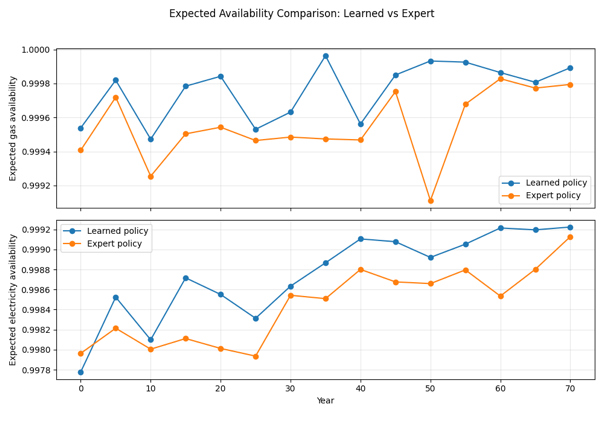 Expected Availability Comparison: Learned vs Expert
Expected gas availability
1.0000
0.9998
0.9996
0.9994
0.9992
Learned policy
Expert policy
Expected electricity availability
0.9992
0.9990
0.9988
0.9986
0.9984
0.9982
0.9980
0.9978
Learned policy
Expert policy
0 10 20 30 40 50 60 70
Year